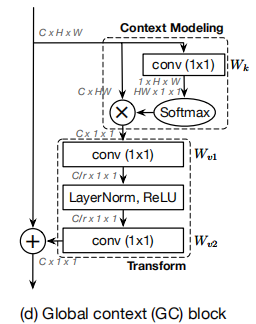 Context Modeling
C x H x W
conv (1x1) W_k
1 x H x W
C x HW HW x 1 x 1
Softmax
C x 1 x 1
conv (1x1) W_v1
C/r x 1 x 1
LayerNorm, ReLU
C/r x 1 x 1
conv (1x1) W_v2
C x 1 x 1
Transform
(d) Global context (GC) block